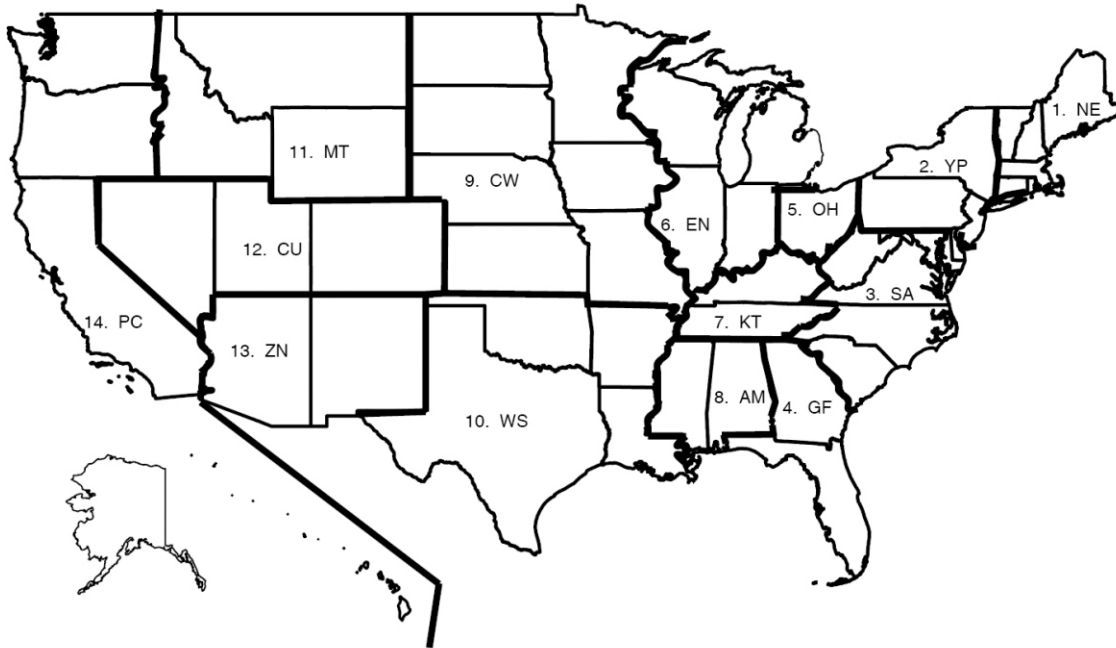 1. NE
2. YP
3. SA
4. GF
5. OH
6. EN
7. KT
8. AM
9. CW
10. WS
11. MT
12. CU
13. ZN
14. PC